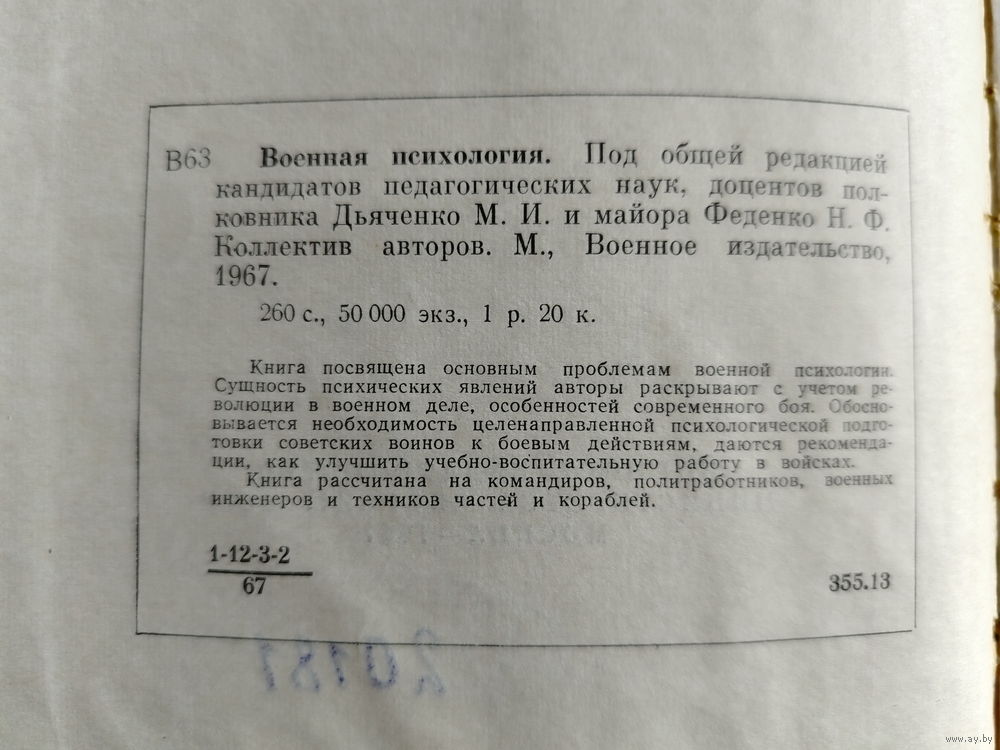 В63 Военная психология. Под общей редакцией
кандидатов педагогических наук, доцентов пол-
ковника Дьяченко М. И. и майора Феденко Н. Ф.
Коллектив авторов. М., Военное издательство,
1967.
260 с., 50 000 экз., 1 р. 20 к.
Книга посвящена основным проблемам военной психологии.
Сущность психических явлений авторы раскрывают с учетом ре-
волюции в военном деле, особенностей современного боя. Обосно-
вывается необходимость целенаправленной психологической подго-
товки советских воинов к боевым действиям, даются рекоменда-
ции, как улучшить учебно-воспитательную работу в войсках.
Книга рассчитана на командиров, политработников, военных
инженеров и техников частей и кораблей.
1-12-3-2
67
355.13
www.ay.by